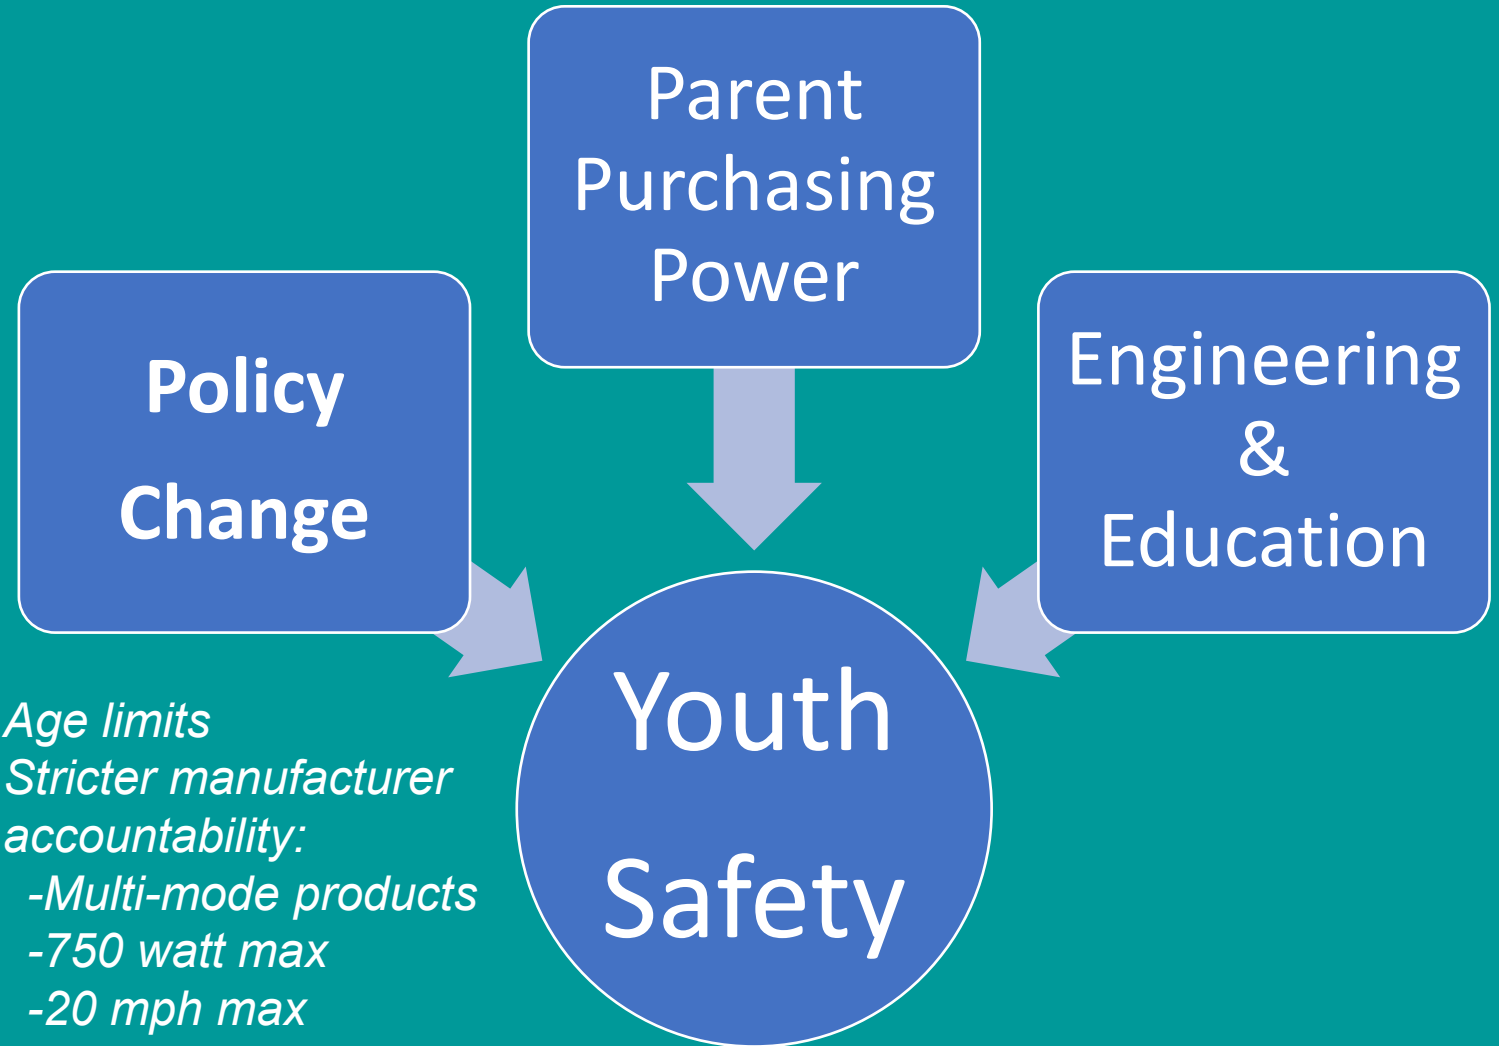 Parent
Purchasing
Power
Policy
Change
Engineering
&
Education
Youth
Safety
Age limits
Stricter manufacturer
accountability:
-Multi-mode products
-750 watt max
-20 mph max